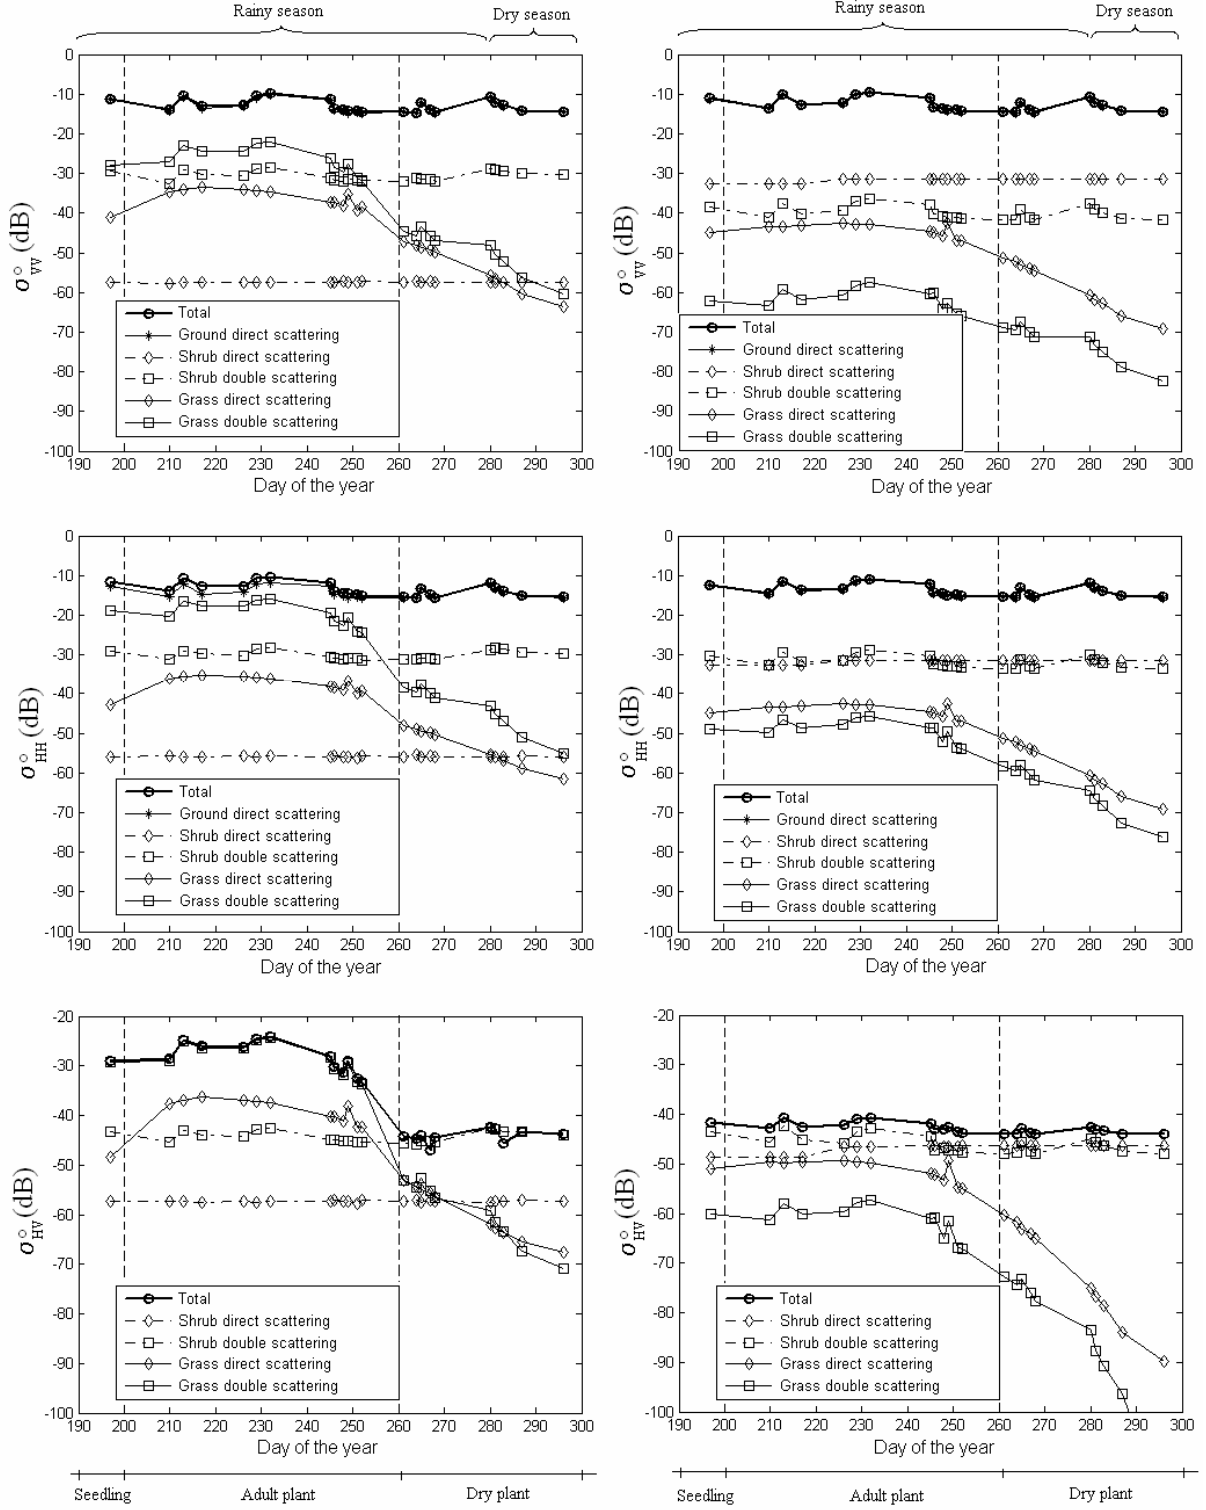 Rainy season
Dry season
Rainy season
Dry season
0
-10
-20
-30
-40
-50
-60
-70
-80
-90
-100
σ°VV (dB)
Total
Ground direct scattering
Shrub direct scattering
Shrub double scattering
Grass direct scattering
Grass double scattering
190 200 210 220 230 240 250 260 270 280 290 300
Day of the year
0
-10
-20
-30
-40
-50
-60
-70
-80
-90
-100
σ°VV (dB)
Total
Ground direct scattering
Shrub direct scattering
Shrub double scattering
Grass direct scattering
Grass double scattering
190 200 210 220 230 240 250 260 270 280 290 300
Day of the year
0
-10
-20
-30
-40
-50
-60
-70
-80
-90
-100
σ°HH (dB)
Total
Ground direct scattering
Shrub direct scattering
Shrub double scattering
Grass direct scattering
Grass double scattering
190 200 210 220 230 240 250 260 270 280 290 300
Day of the year
0
-10
-20
-30
-40
-50
-60
-70
-80
-90
-100
σ°HH (dB)
Total
Ground direct scattering
Shrub direct scattering
Shrub double scattering
Grass direct scattering
Grass double scattering
190 200 210 220 230 240 250 260 270 280 290 300
Day of the year
-20
-30
-40
-50
-60
-70
-80
-90
-100
σ°HV (dB)
Total
Shrub direct scattering
Shrub double scattering
Grass direct scattering
Grass double scattering
190 200 210 220 230 240 250 260 270 280 290 300
Day of the year
-20
-30
-40
-50
-60
-70
-80
-90
-100
σ°HV (dB)
Total
Shrub direct scattering
Shrub double scattering
Grass direct scattering
Grass double scattering
190 200 210 220 230 240 250 260 270 280 290 300
Day of the year
Seedling
Adult plant
Dry plant
Seedling
Adult plant
Dry plant